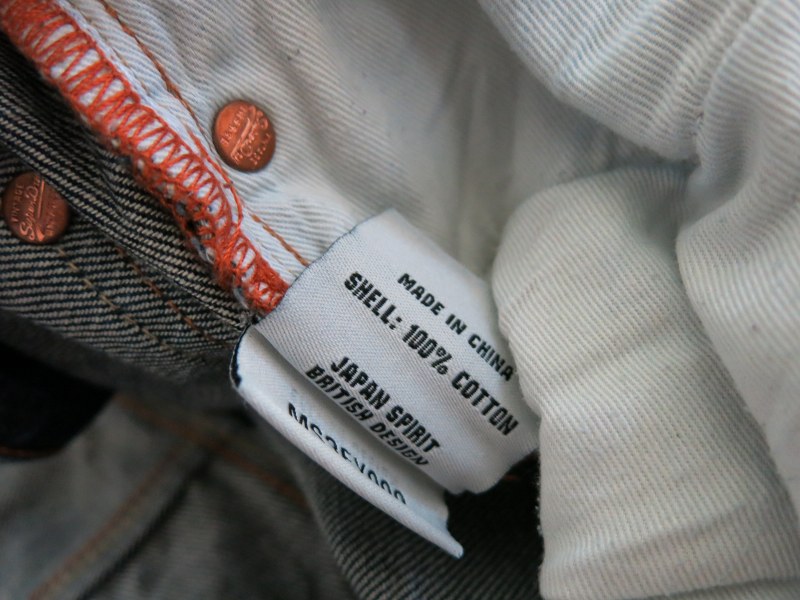 MADE IN CHINA
SHELL: 100% COTTON
JAPAN SPIRIT
BRITISH DESIGN